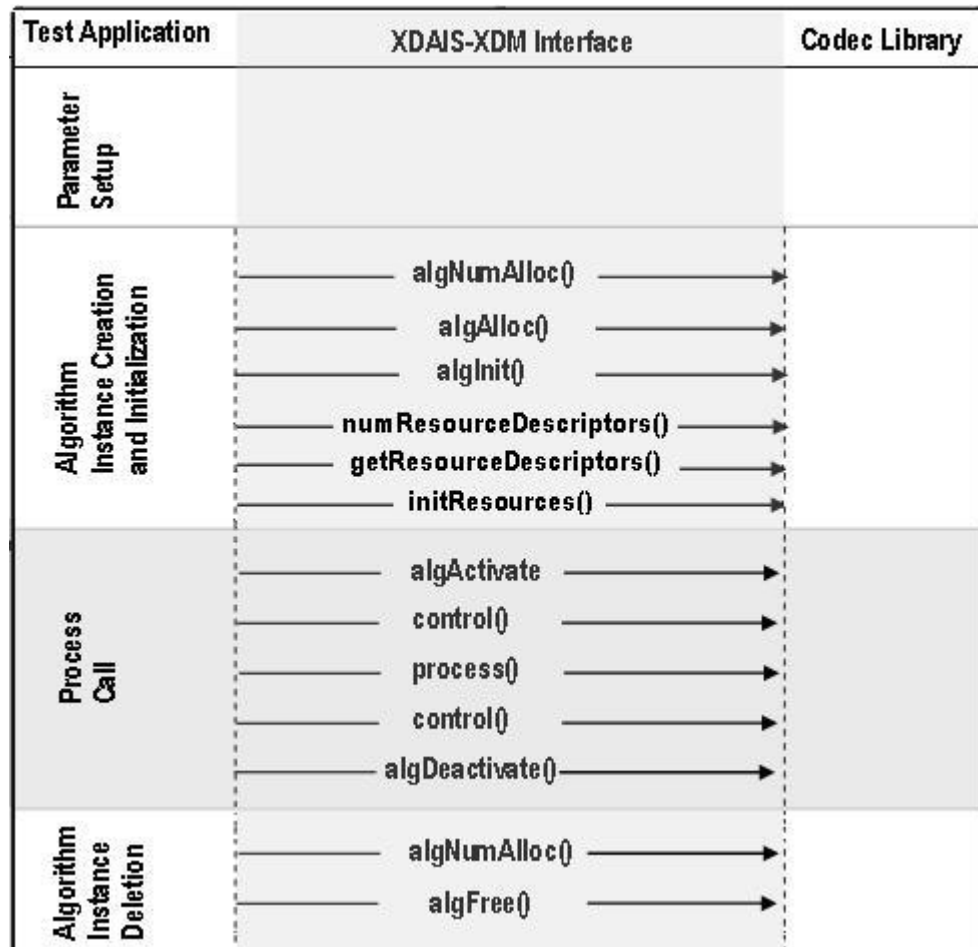 Test Application
XDAIS-XDM Interface
Codec Library
Parameter
Setup
Algorithm
Instance Creation
and Initialization
algNumAlloc()
algAlloc()
algInit()
numResourceDescriptors()
getResourceDescriptors()
initResources()
Process
Call
algActivate
control()
process()
control()
algDeactivate()
Algorithm
Instance
Deletion
algNumAlloc()
algFree()